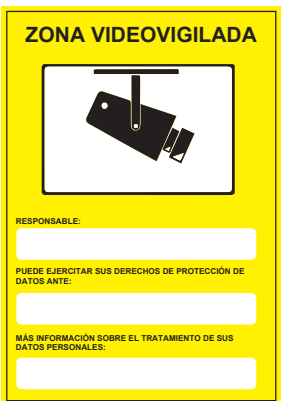 ZONA VIDEOVIGILADA
RESPONSABLE:
PUEDE EJERCITAR SUS DERECHOS DE PROTECCIÓN DE
DATOS ANTE:
MÁS INFORMACIÓN SOBRE EL TRATAMIENTO DE SUS
DATOS PERSONALES: